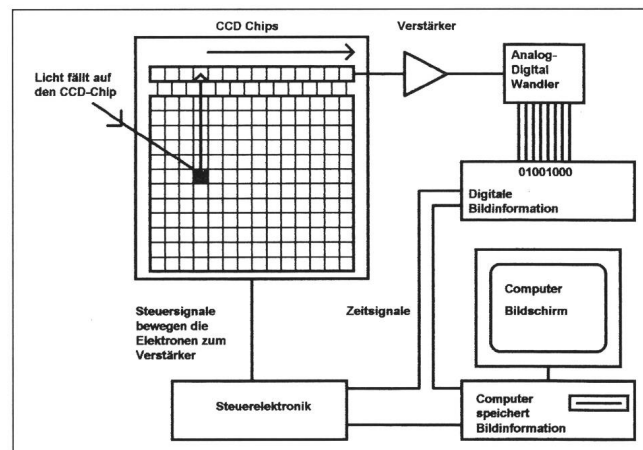 CCD Chips
Verstärker
Licht fällt auf
den CCD-Chip
Analog-
Digital
Wandler
01001000
Digitale
Bildinformation
Steuersignale
bewegen die
Elektronen zum
Verstärker
Zeitsignale
Computer
Bildschirm
Steuerelektronik
Computer
speichert
Bildinformation